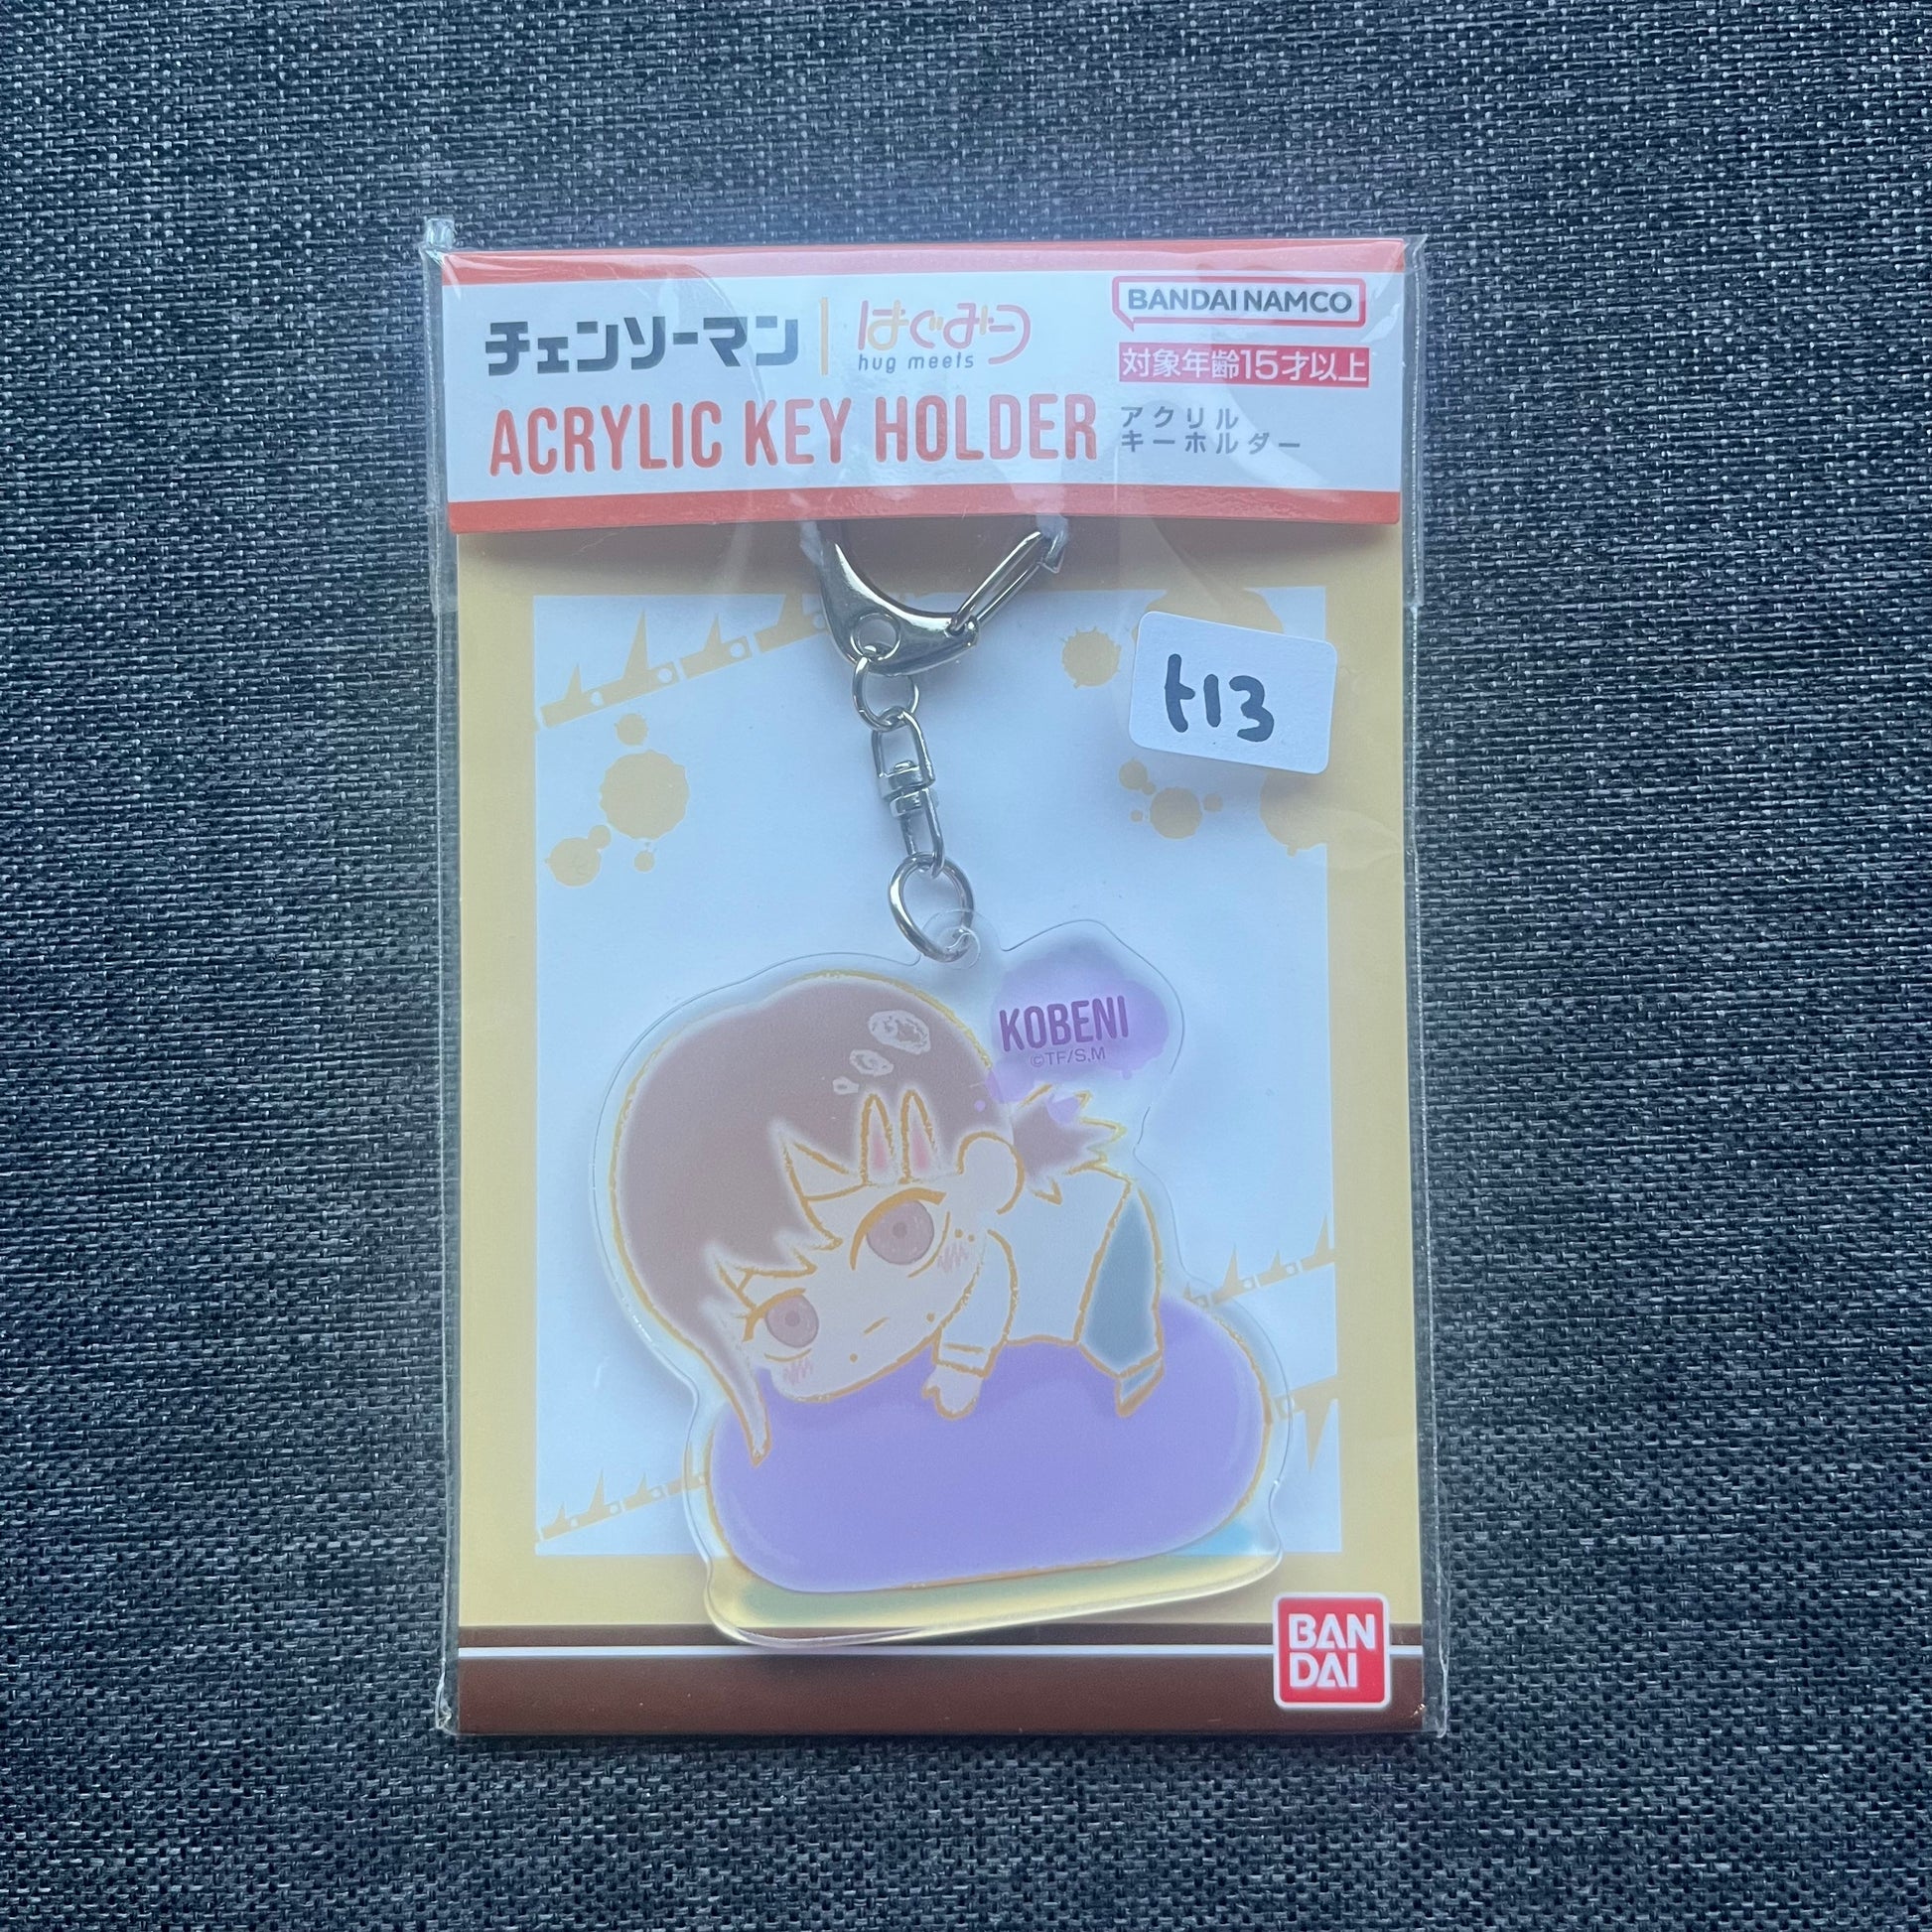 チェンソーマン
はぐみーつ
hug meets
BANDAI NAMCO
対象年齢15才以上
ACRYLIC KEY HOLDER
アクリル
キーホルダー
t13
KOBENI
©TF/S,M
BAN
DAI